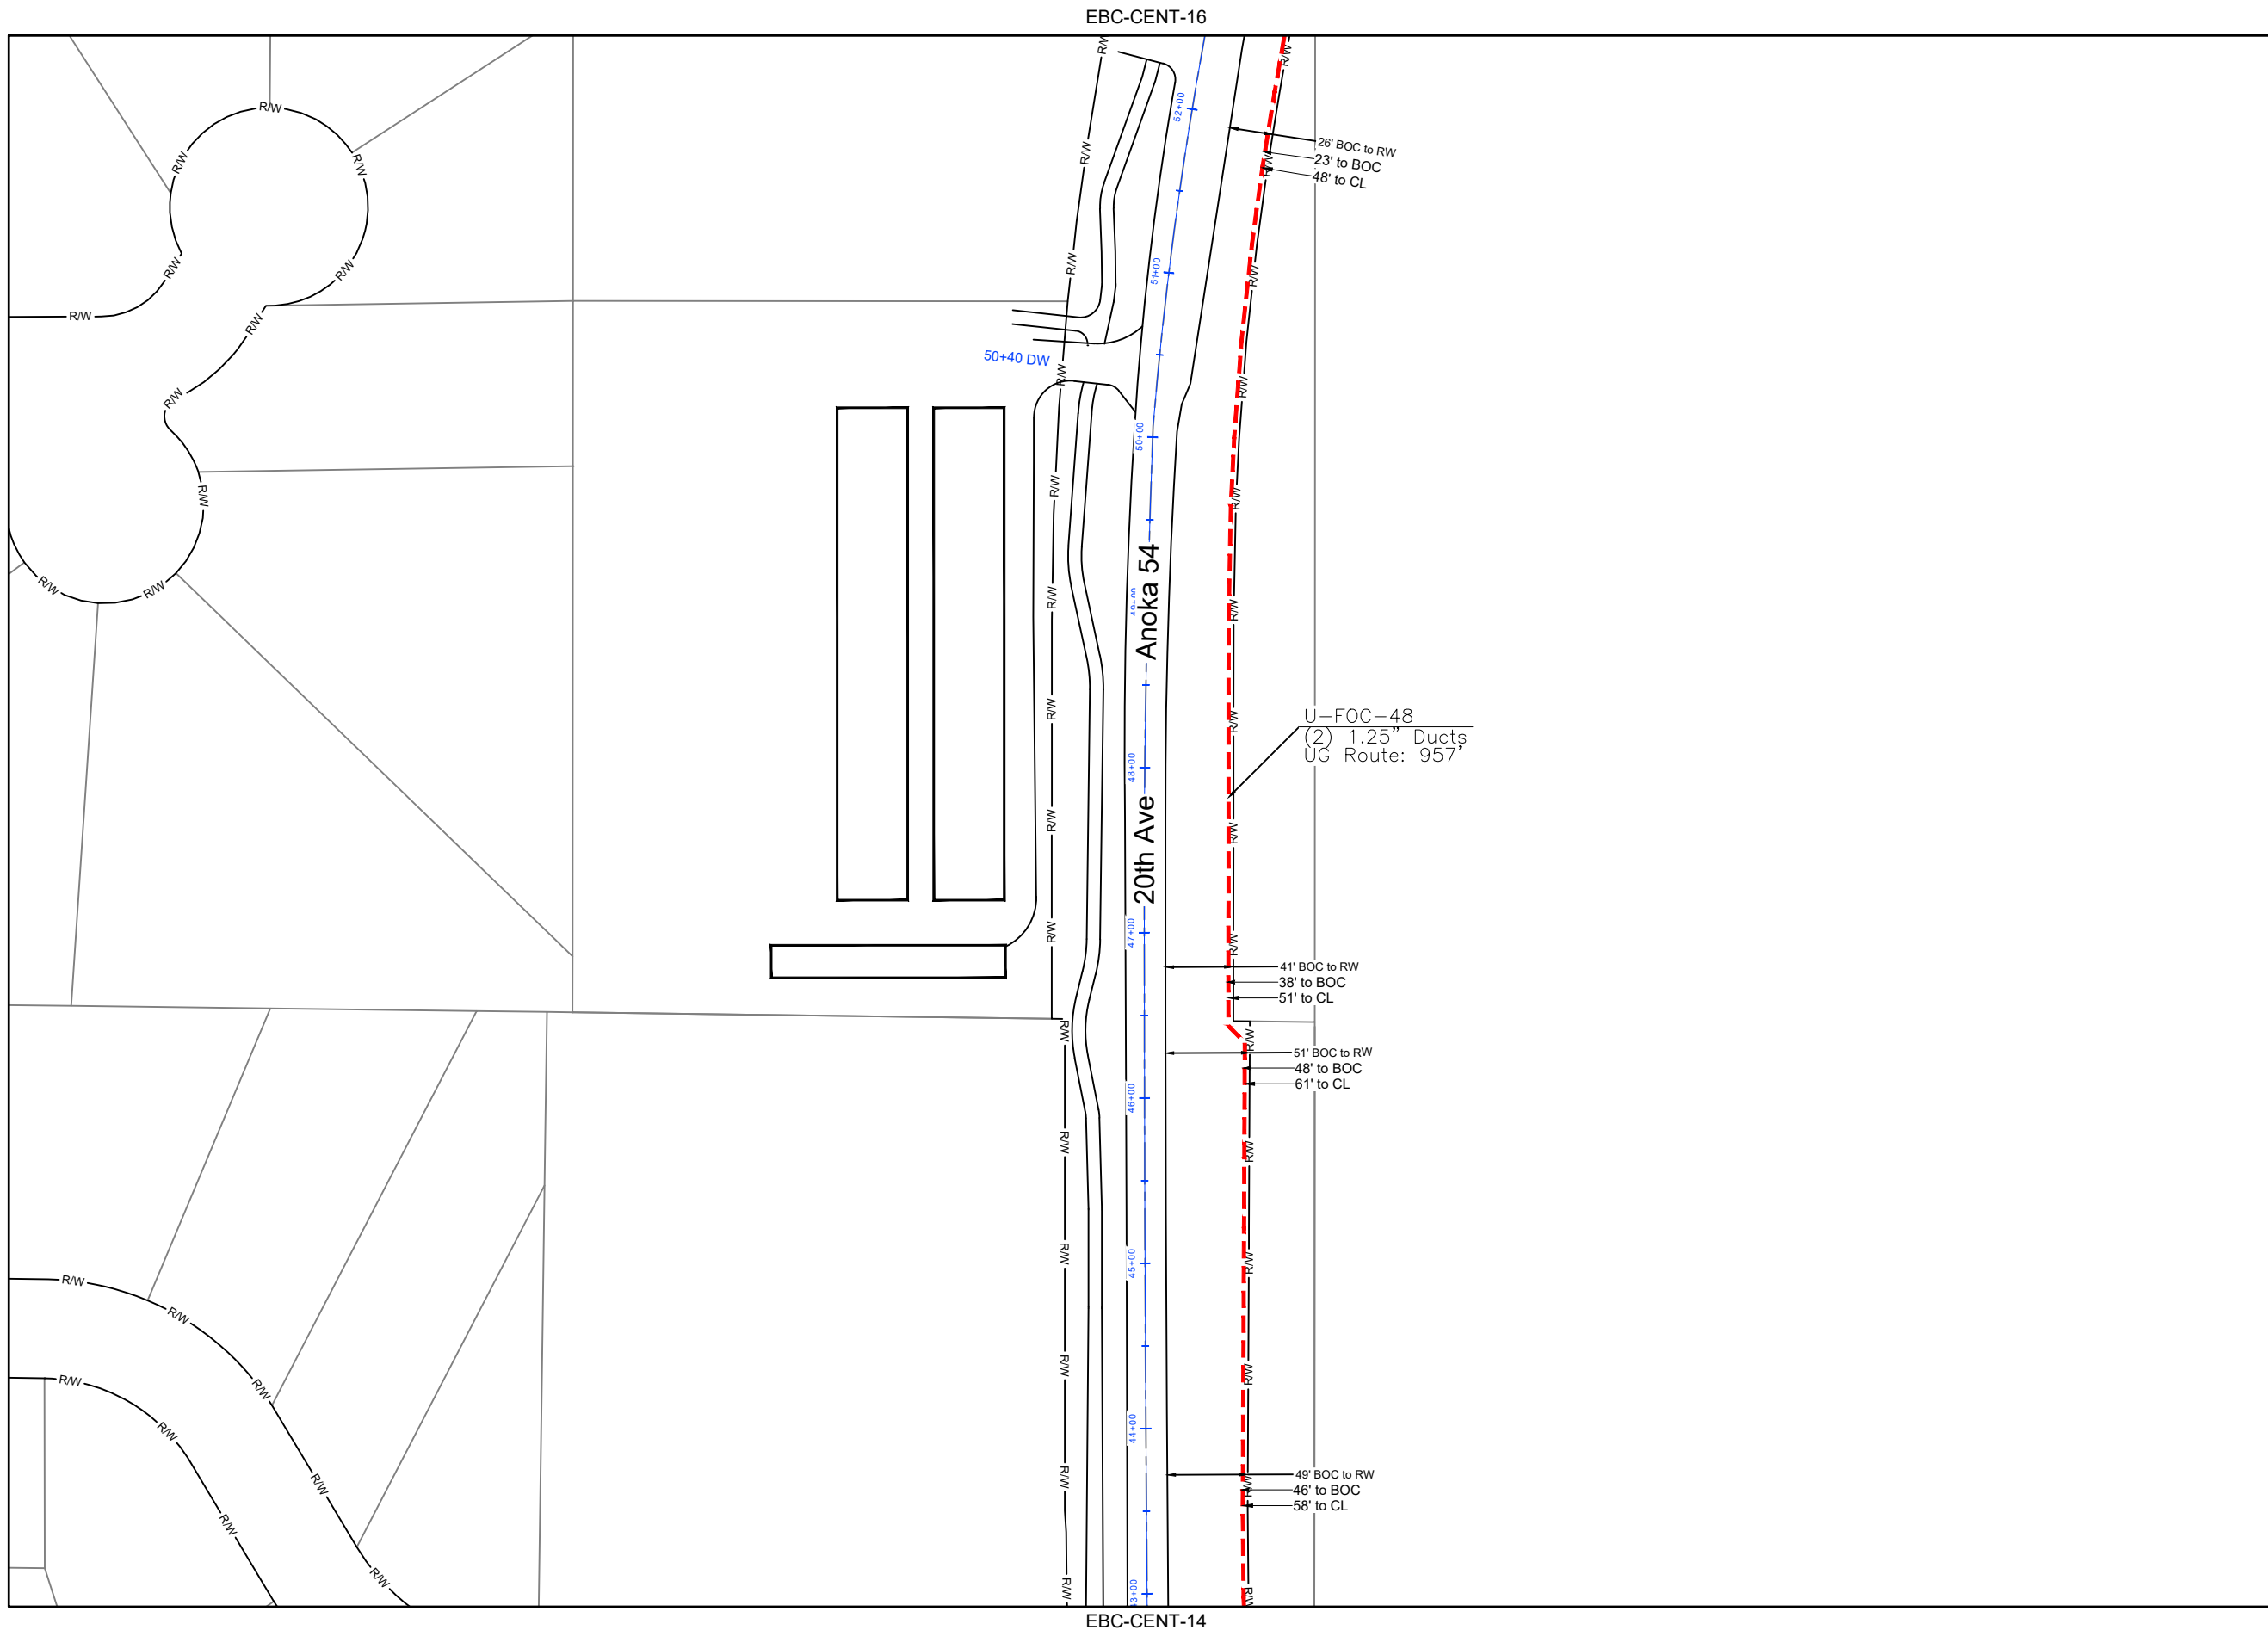 EBC-CENT-16
R/W
R/W
52+00
R/W
26' BOC to RW
23' to BOC
48' to CL
R/W
R/W
R/W
R/W
R/W
R/W
R/W
R/W
51+00
R/W
R/W
R/W
50+40 DW
R/W
R/W
R/W
50+00
R/W
R/W
R/W
Anoka 54
49+00
R/W
R/W
R/W
R/W
R/W
R/W
U-FOC-48
(2) 1.25" Ducts
UG Route: 957'
48+00
20th Ave
R/W
R/W
47+00
R/W
R/W
41' BOC to RW
38' to BOC
51' to CL
R/W
R/W
51' BOC to RW
48' to BOC
61' to CL
46+00
R/W
R/W
45+00
R/W
R/W
R/W
R/W
R/W
R/W
R/W
R/W
44+00
R/W
R/W
R/W
R/W
49' BOC to RW
46' to BOC
58' to CL
R/W
R/W
R/W
R/W
EBC-CENT-14